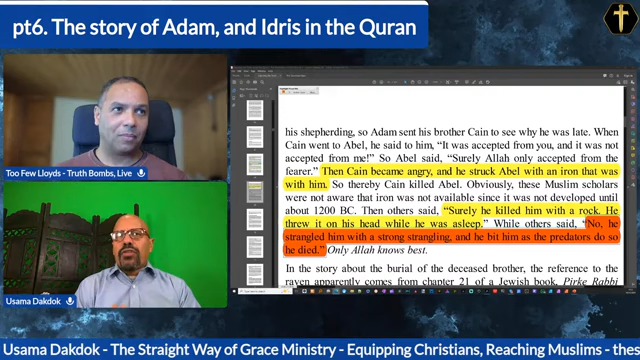 pt6. The story of Adam, and Idris in the Quran
his shepherding, so Adam sent his brother Cain to see why he was late. When
Cain went to Abel, he said to him, “It was accepted from you, and it was not
accepted from me!” So Abel said, “Surely Allah only accepted from the
fearer.” Then Cain became angry, and he struck Abel with an iron that was
with him. So thereby Cain killed Abel. Obviously, these Muslim scholars
were not aware that iron was not available since it was not developed until
about 1200 BC. Then others said, “Surely he killed him with a rock. He
threw it on his head while he was asleep.” While others said, “No, he
strangled him with a strong strangling, and he bit him as the predators do so
he died.” Only Allah knows best.
In the story about the burial of the deceased brother, the reference to the
raven apparently comes from chapter 21 of a Jewish book, Pirke Rabbi
Too Few Lloyds - Truth Bombs, Live
Usama Dakdok
Usama Dakdok - The Straight Way of Grace Ministry - Equipping Christians, Reaching Muslims - thes